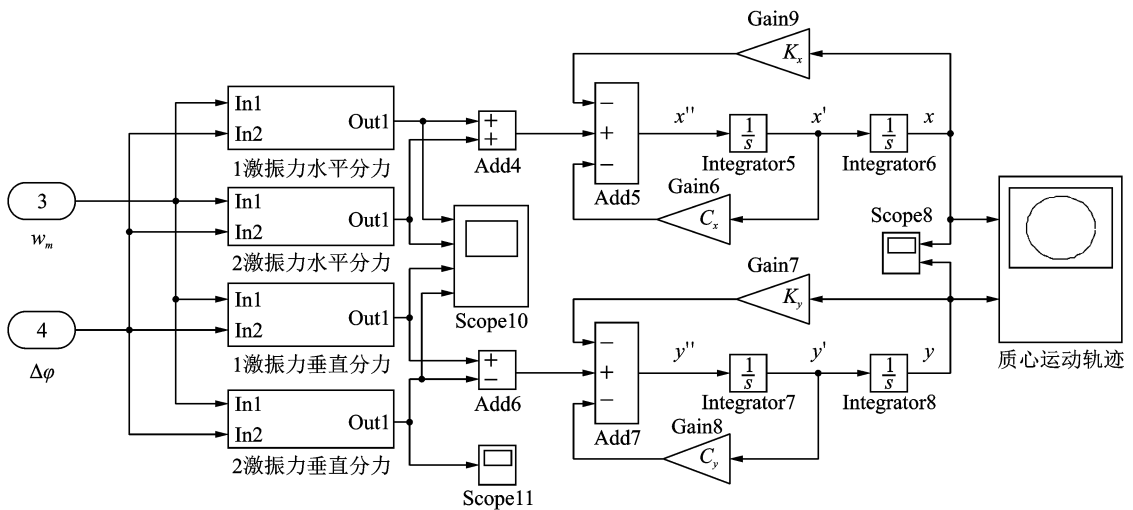 Gain9
K_x
In1
In2
Out1
1激振力水平分力
+
+
Add4
−
+
−
Add5
x''
1/s
Integrator5
x'
1/s
Integrator6
x
Gain6
C_x
3
w_m
In1
In2
Out1
2激振力水平分力
Scope10
Scope8
Gain7
K_y
In1
In2
Out1
1激振力垂直分力
4
Δφ
+
−
Add6
−
+
−
Add7
y''
1/s
Integrator7
y'
1/s
Integrator8
y
质心运动轨迹
Gain8
C_y
In1
In2
Out1
2激振力垂直分力
Scope11